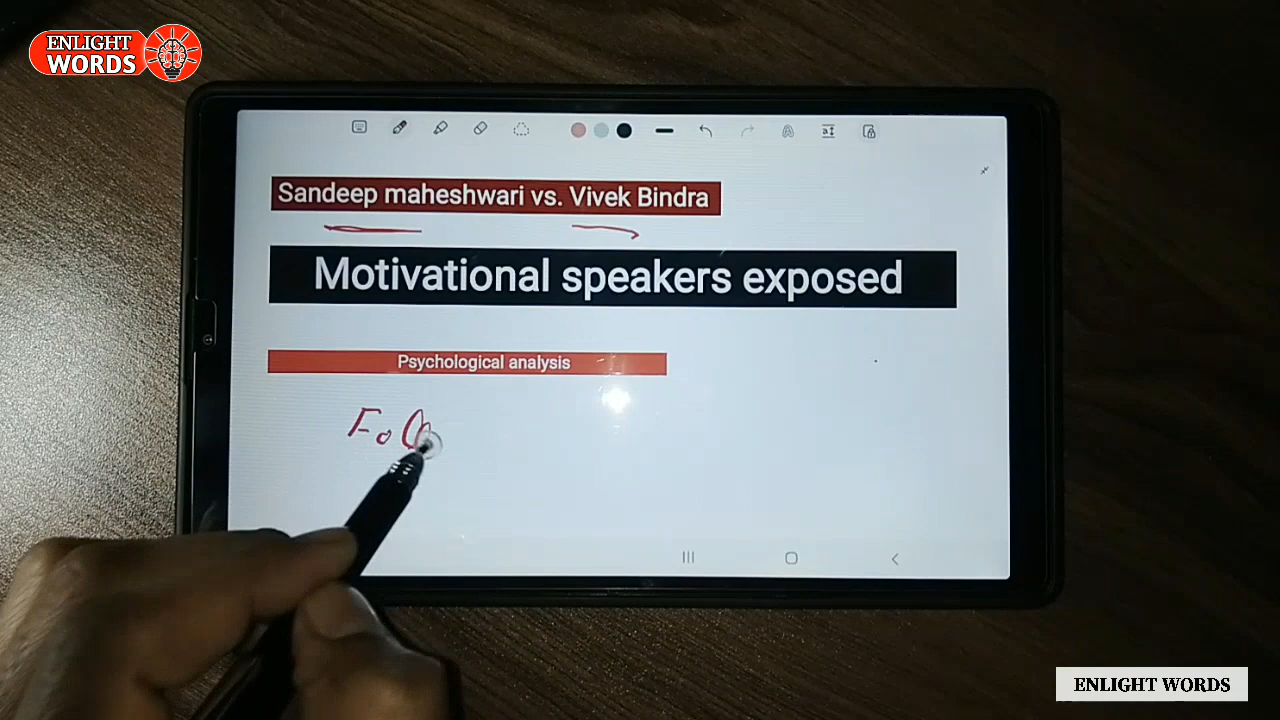 ENLIGHT
WORDS
Sandeep maheshwari vs. Vivek Bindra
Motivational speakers exposed
Psychological analysis
ENLIGHT WORDS